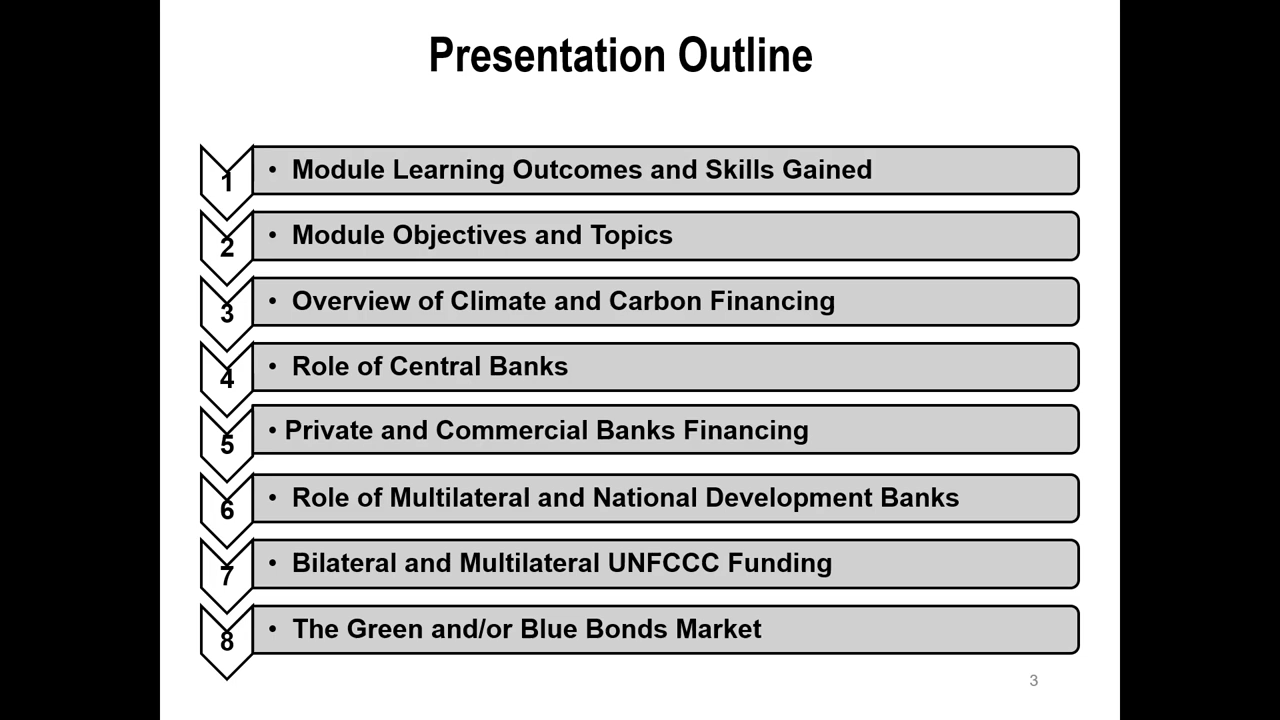 Presentation Outline
1
• Module Learning Outcomes and Skills Gained
2
• Module Objectives and Topics
3
• Overview of Climate and Carbon Financing
4
• Role of Central Banks
5
• Private and Commercial Banks Financing
6
• Role of Multilateral and National Development Banks
7
• Bilateral and Multilateral UNFCCC Funding
8
• The Green and/or Blue Bonds Market
3